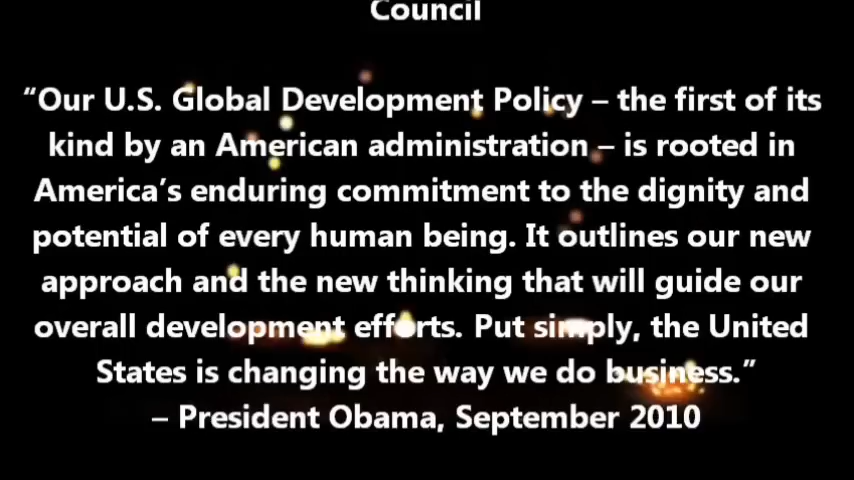 Council
“Our U.S. Global Development Policy – the first of its
kind by an American administration – is rooted in
America’s enduring commitment to the dignity and
potential of every human being. It outlines our new
approach and the new thinking that will guide our
overall development efforts. Put simply, the United
States is changing the way we do business.”
– President Obama, September 2010